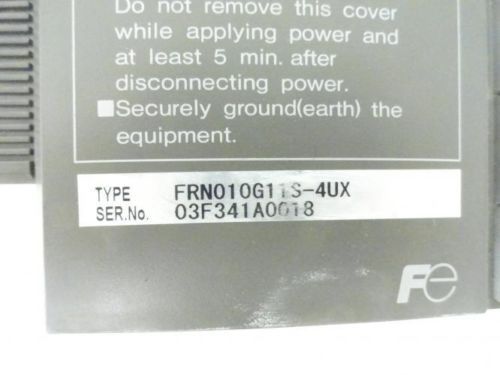 Do not remove this cover
while applying power and
at least 5 min. after
disconnecting power.
■Securely ground(earth) the
equipment.
TYPE FRN010G11S-4UX
SER.No. 03F341A0018
Fe